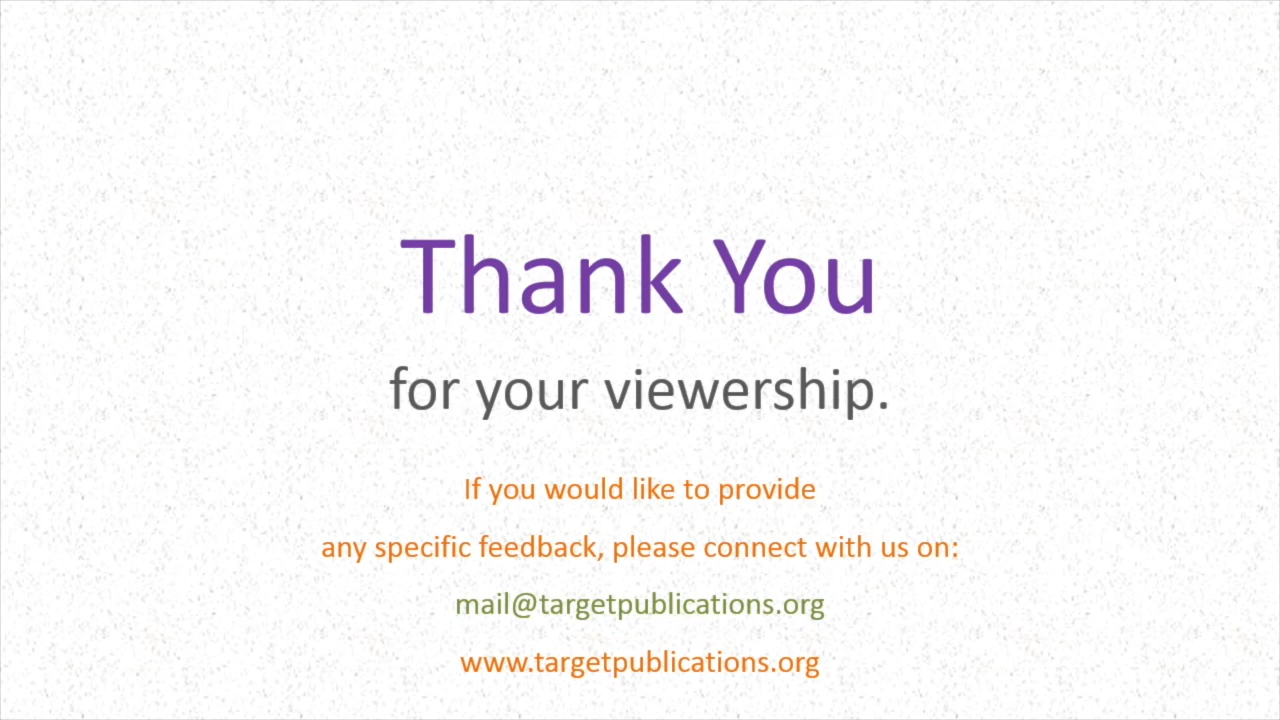 Thank You
for your viewership.
If you would like to provide
any specific feedback, please connect with us on:
mail@targetpublications.org
www.targetpublications.org